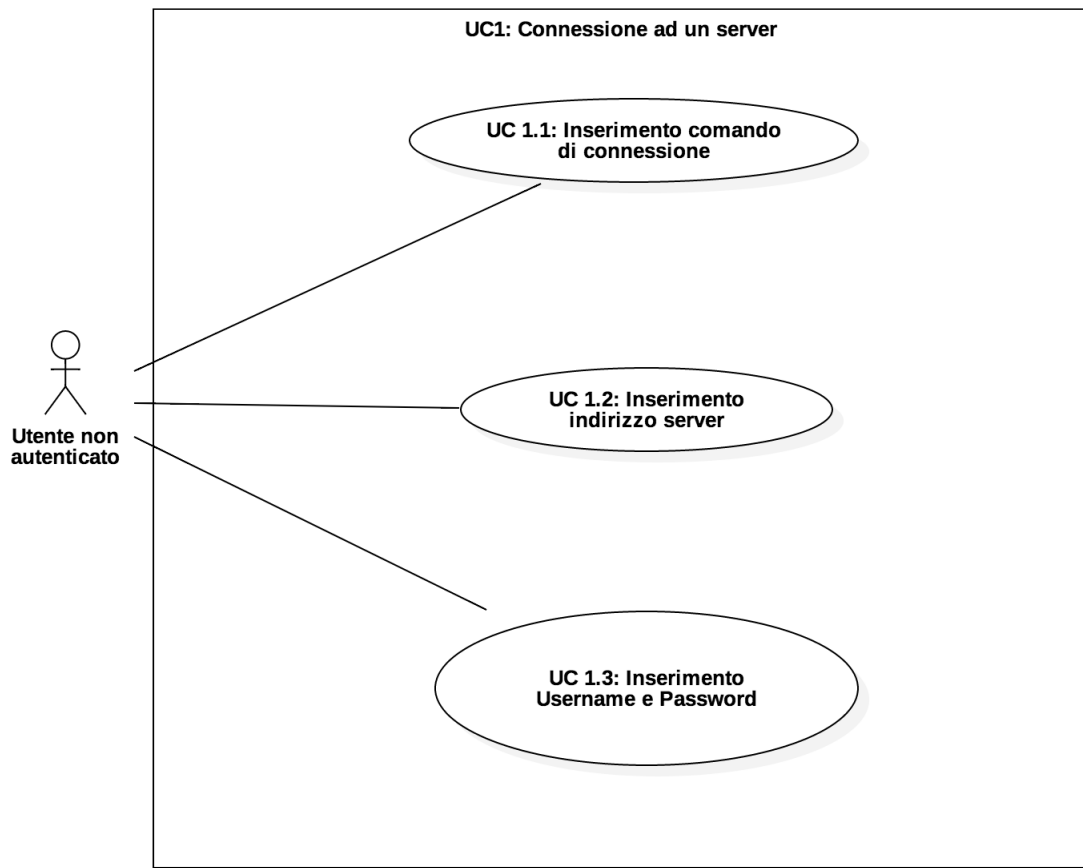 UC1: Connessione ad un server
UC 1.1: Inserimento comando
di connessione
UC 1.2: Inserimento
indirizzo server
Utente non
autenticato
UC 1.3: Inserimento
Username e Password